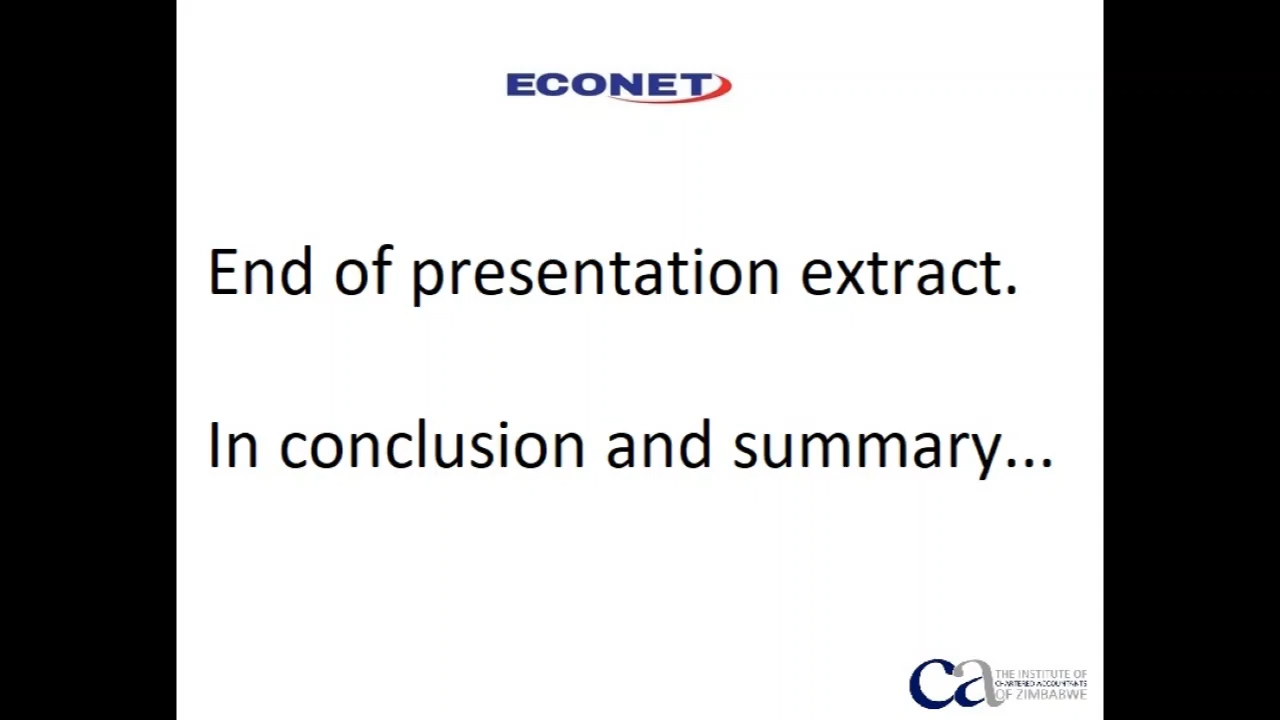 ECONET
End of presentation extract.
In conclusion and summary...
ca
THE INSTITUTE OF
CHARTERED ACCOUNTANTS
OF ZIMBABWE